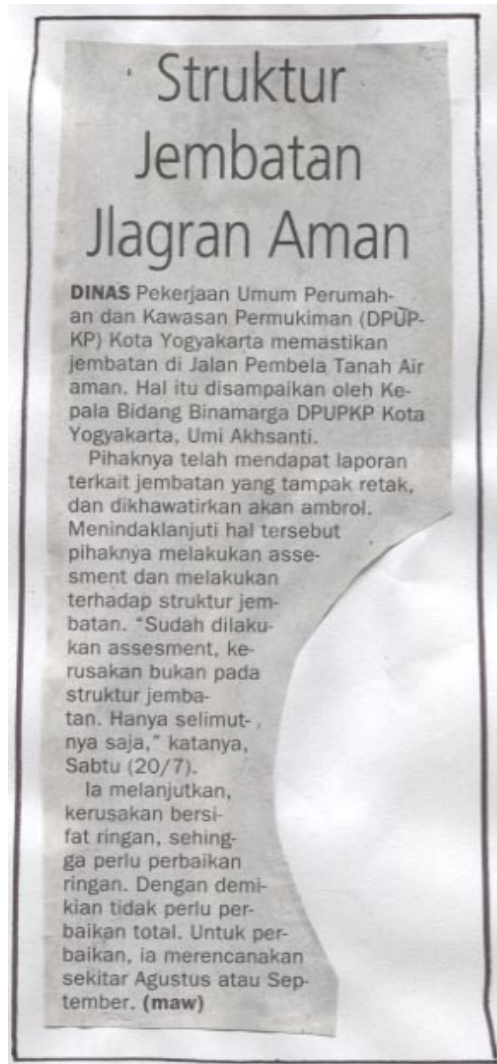 Struktur
Jembatan
Jlagran Aman
DINAS Pekerjaan Umum Perumah-
an dan Kawasan Permukiman (DPUP-
KP) Kota Yogyakarta memastikan
jembatan di Jalan Pembela Tanah Air
aman. Hal itu disampaikan oleh Ke-
pala Bidang Binamarga DPUPKP Kota
Yogyakarta, Umi Akhsanti.
Pihaknya telah mendapat laporan
terkait jembatan yang tampak retak,
dan dikhawatirkan akan ambrol.
Menindaklanjuti hal tersebut
pihaknya melakukan asse-
sment dan melakukan
terhadap struktur jem-
batan. “Sudah dilaku-
kan assesment, ke-
rusakan bukan pada
struktur jemba-
tan. Hanya selimut-
nya saja,” katanya,
Sabtu (20/7).
Ia melanjutkan,
kerusakan bersi-
fat ringan, sehing-
ga perlu perbaikan
ringan. Dengan demi-
kian tidak perlu per-
baikan total. Untuk per-
baikan, ia merencanakan
sekitar Agustus atau Sep-
tember. (maw)